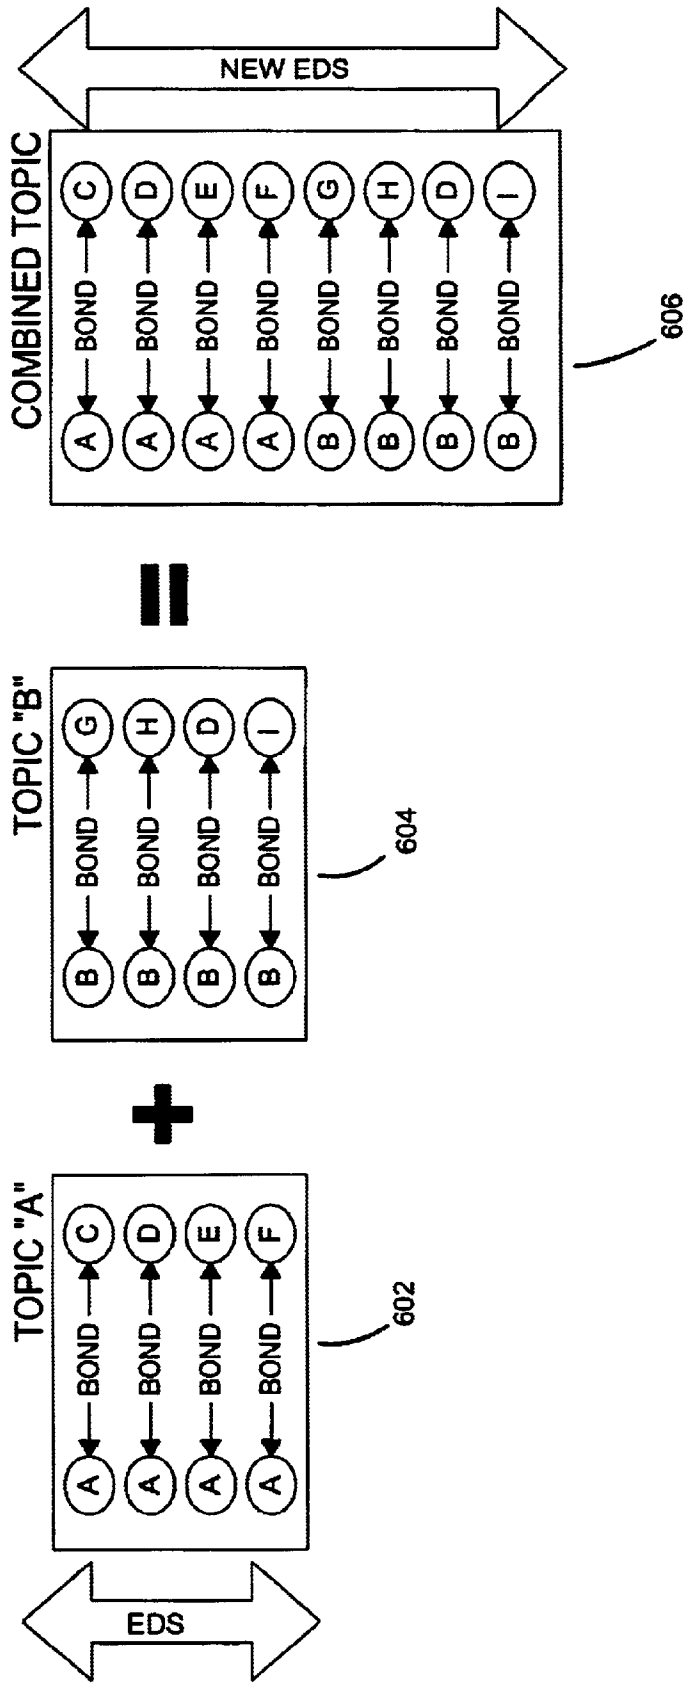 EDS
TOPIC "A"
A BOND C
A BOND D
A BOND E
A BOND F
602
+
TOPIC "B"
B BOND G
B BOND H
B BOND D
B BOND I
604
=
COMBINED TOPIC
A BOND C
A BOND D
A BOND E
A BOND F
B BOND G
B BOND H
B BOND D
B BOND I
606
NEW EDS